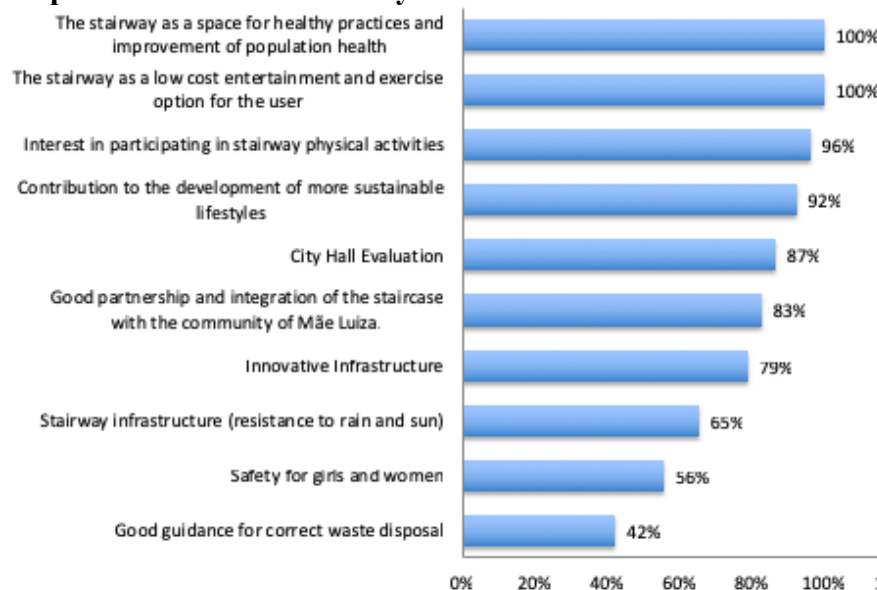 The stairway as a space for healthy practices and
improvement of population health
100%
The stairway as a low cost entertainment and exercise
option for the user
100%
Interest in participating in stairway physical activities
96%
Contribution to the development of more sustainable
lifestyles
92%
City Hall Evaluation
87%
Good partnership and integration of the staircase
with the community of Mãe Luiza.
83%
Innovative Infrastructure
79%
Stairway infrastructure (resistance to rain and sun)
65%
Safety for girls and women
56%
Good guidance for correct waste disposal
42%
0% 20% 40% 60% 80% 100%